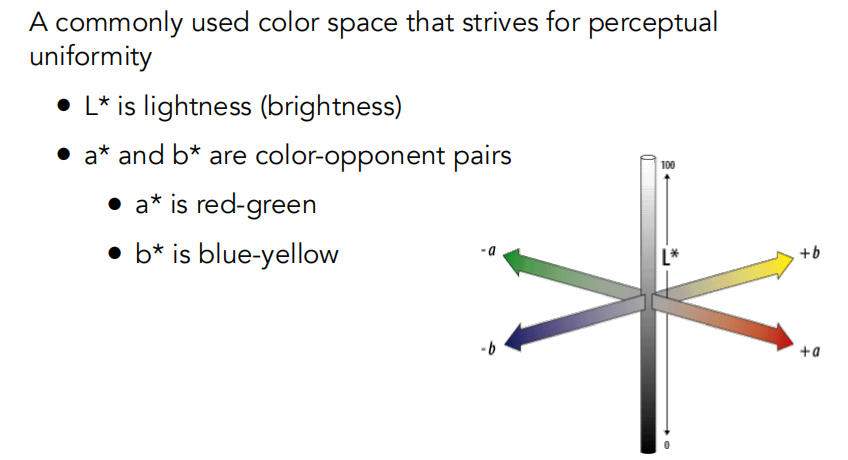 A commonly used color space that strives for perceptual
uniformity
• L* is lightness (brightness)
• a* and b* are color-opponent pairs
• a* is red-green
• b* is blue-yellow
100
L*
-a
+b
-b
+a
0